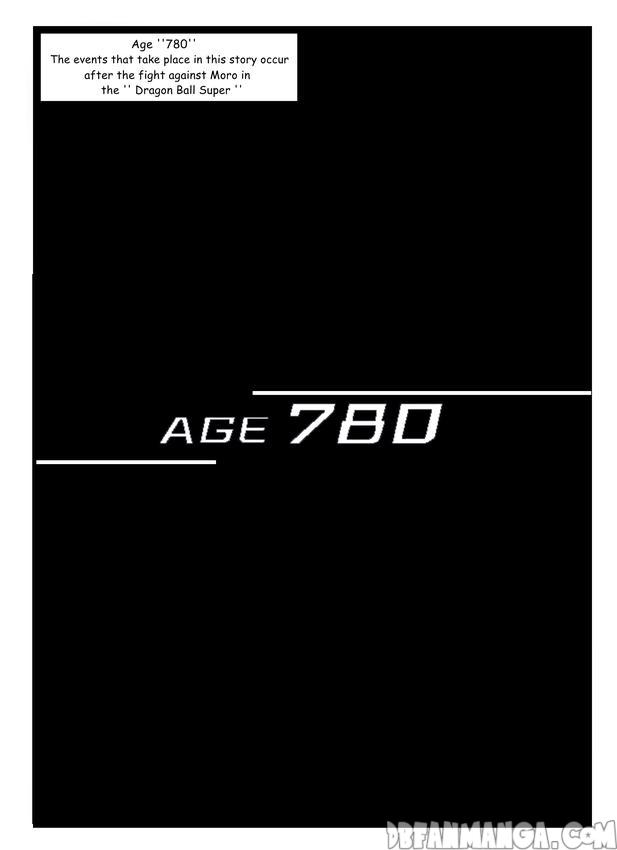 Age ''780''
The events that take place in this story occur
after the fight against Moro in
the '' Dragon Ball Super ''
AGE 780
DBFANMANGA.COM